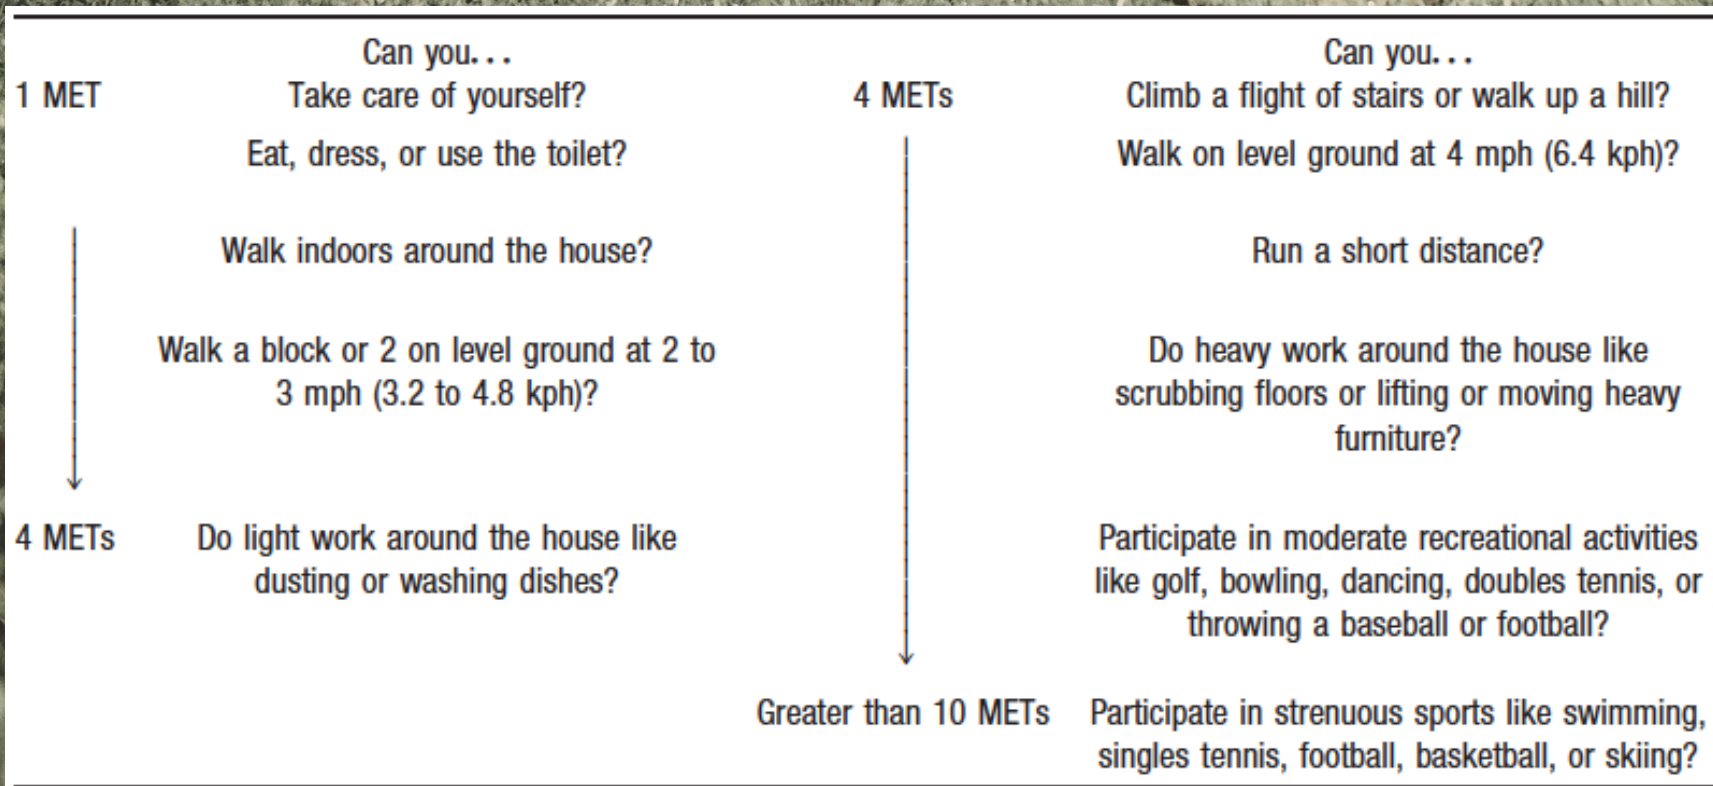 Can you...
1 MET Take care of yourself?
Eat, dress, or use the toilet?
Walk indoors around the house?
Walk a block or 2 on level ground at 2 to
3 mph (3.2 to 4.8 kph)?
4 METs Do light work around the house like
dusting or washing dishes?
Can you...
4 METs Climb a flight of stairs or walk up a hill?
Walk on level ground at 4 mph (6.4 kph)?
Run a short distance?
Do heavy work around the house like
scrubbing floors or lifting or moving heavy
furniture?
Participate in moderate recreational activities
like golf, bowling, dancing, doubles tennis, or
throwing a baseball or football?
Greater than 10 METs Participate in strenuous sports like swimming,
singles tennis, football, basketball, or skiing?